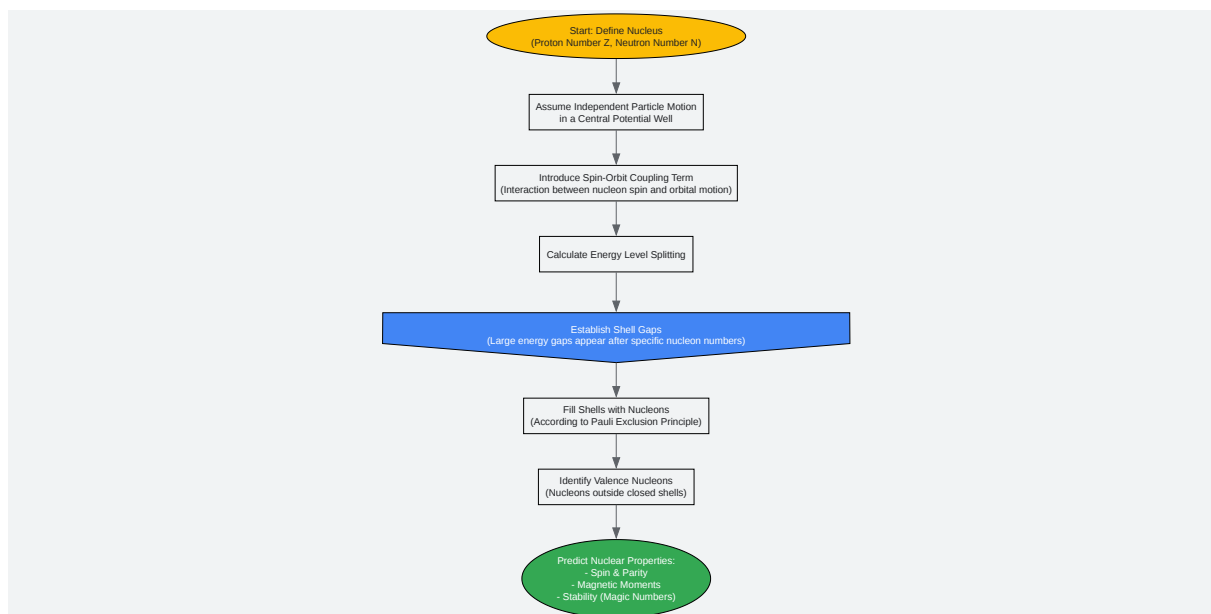 Start: Define Nucleus
(Proton Number Z, Neutron Number N)
Assume Independent Particle Motion
in a Central Potential Well
Introduce Spin-Orbit Coupling Term
(Interaction between nucleon spin and orbital motion)
Calculate Energy Level Splitting
Establish Shell Gaps
(Large energy gaps appear after specific nucleon numbers)
Fill Shells with Nucleons
(According to Pauli Exclusion Principle)
Identify Valence Nucleons
(Nucleons outside closed shells)
Predict Nuclear Properties:
- Spin & Parity
- Magnetic Moments
- Stability (Magic Numbers)